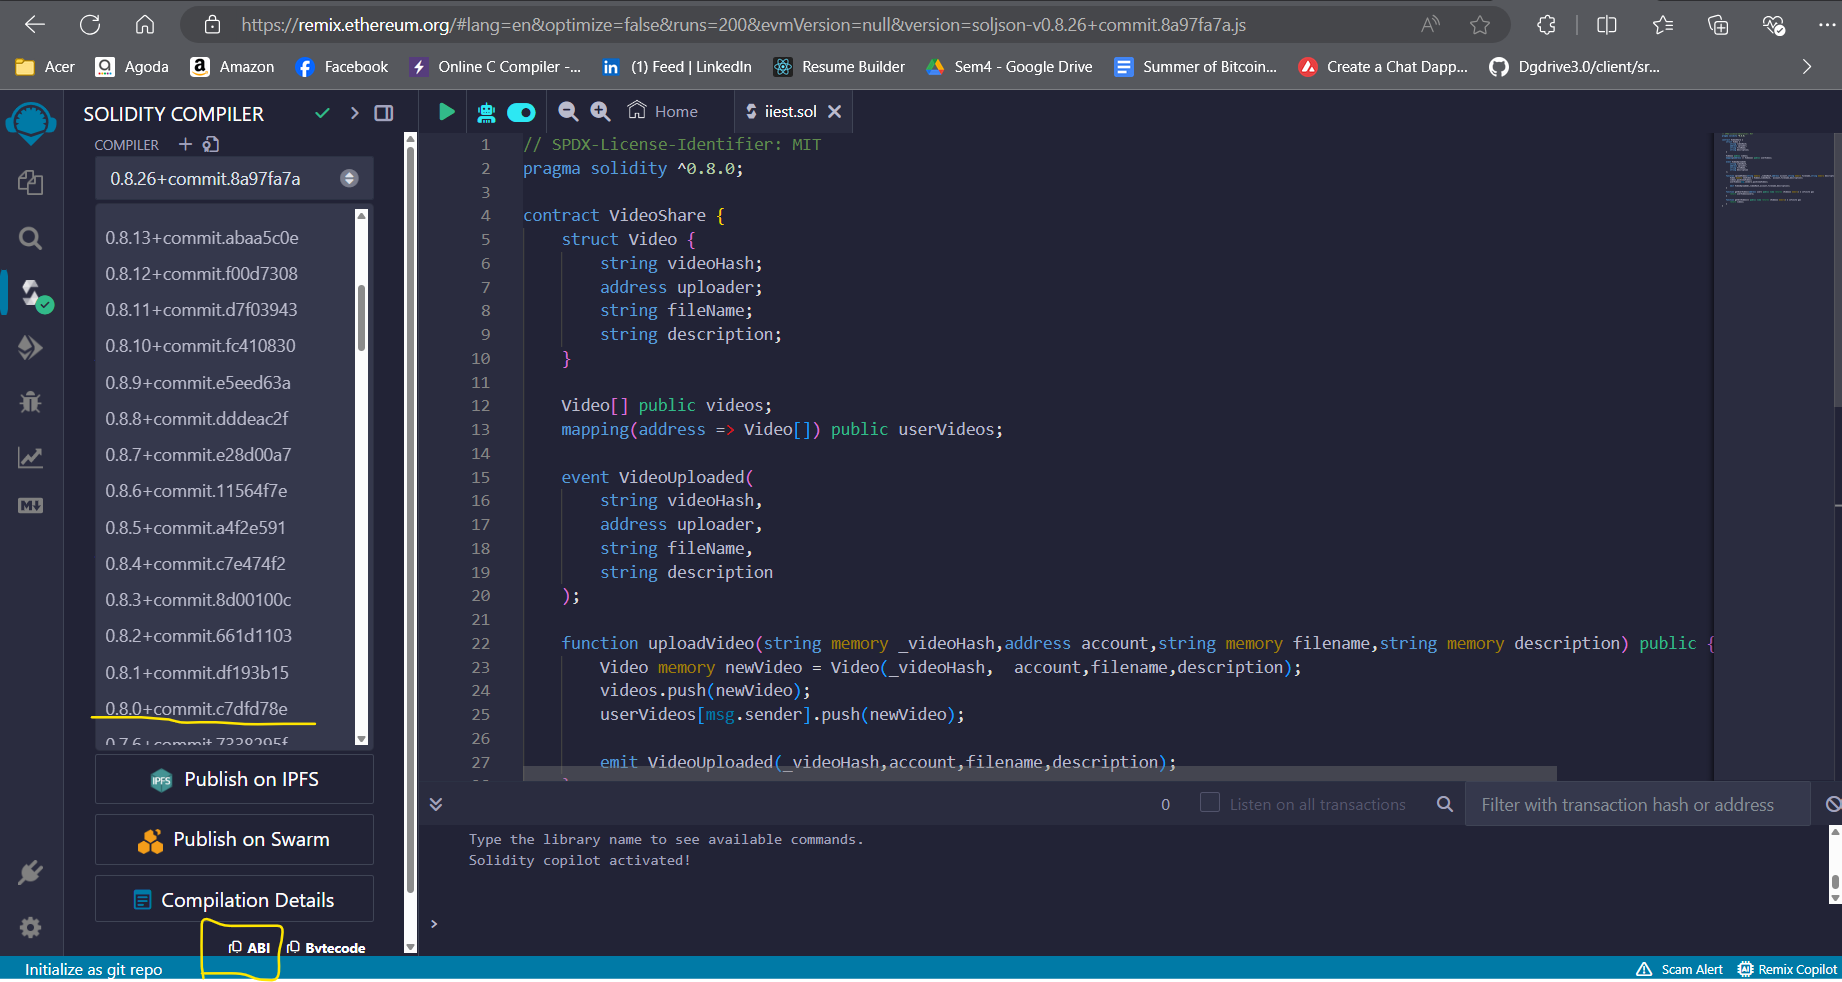 https://remix.ethereum.org/#lang=en&optimize=false&runs=200&evmVersion=null&version=soljson-v0.8.26+commit.8a97fa7a.js
Acer Agoda Amazon Facebook Online C Compiler -... (1) Feed | LinkedIn Resume Builder Sem4 - Google Drive Summer of Bitcoin... Create a Chat Dapp... Dgdrive3.0/client/sr...
SOLIDITY COMPILER
COMPILER
0.8.26+commit.8a97fa7a
0.8.13+commit.abaa5c0e
0.8.12+commit.f00d7308
0.8.11+commit.d7f03943
0.8.10+commit.fc410830
0.8.9+commit.e5eed63a
0.8.8+commit.dddeac2f
0.8.7+commit.e28d00a7
0.8.6+commit.11564f7e
0.8.5+commit.a4f2e591
0.8.4+commit.c7e474f2
0.8.3+commit.8d00100c
0.8.2+commit.661d1103
0.8.1+commit.df193b15
0.8.0+commit.c7dfd78e
0.7.6+commit.7338295f
Publish on IPFS
Publish on Swarm
Compilation Details
ABI Bytecode
Home iiest.sol
1 // SPDX-License-Identifier: MIT
2 pragma solidity ^0.8.0;
3
4 contract VideoShare {
5 struct Video {
6 string videoHash;
7 address uploader;
8 string fileName;
9 string description;
10 }
11
12 Video[] public videos;
13 mapping(address => Video[]) public userVideos;
14
15 event VideoUploaded(
16 string videoHash,
17 address uploader,
18 string fileName,
19 string description
20 );
21
22 function uploadVideo(string memory _videoHash,address account,string memory filename,string memory description) public {
23 Video memory newVideo = Video(_videoHash, account,filename,description);
24 videos.push(newVideo);
25 userVideos[msg.sender].push(newVideo);
26
27 emit VideoUploaded(_videoHash,account,filename,description);
0 Listen on all transactions Filter with transaction hash or address
Type the library name to see available commands.
Solidity copilot activated!
>
Initialize as git repo Scam Alert Remix Copilot